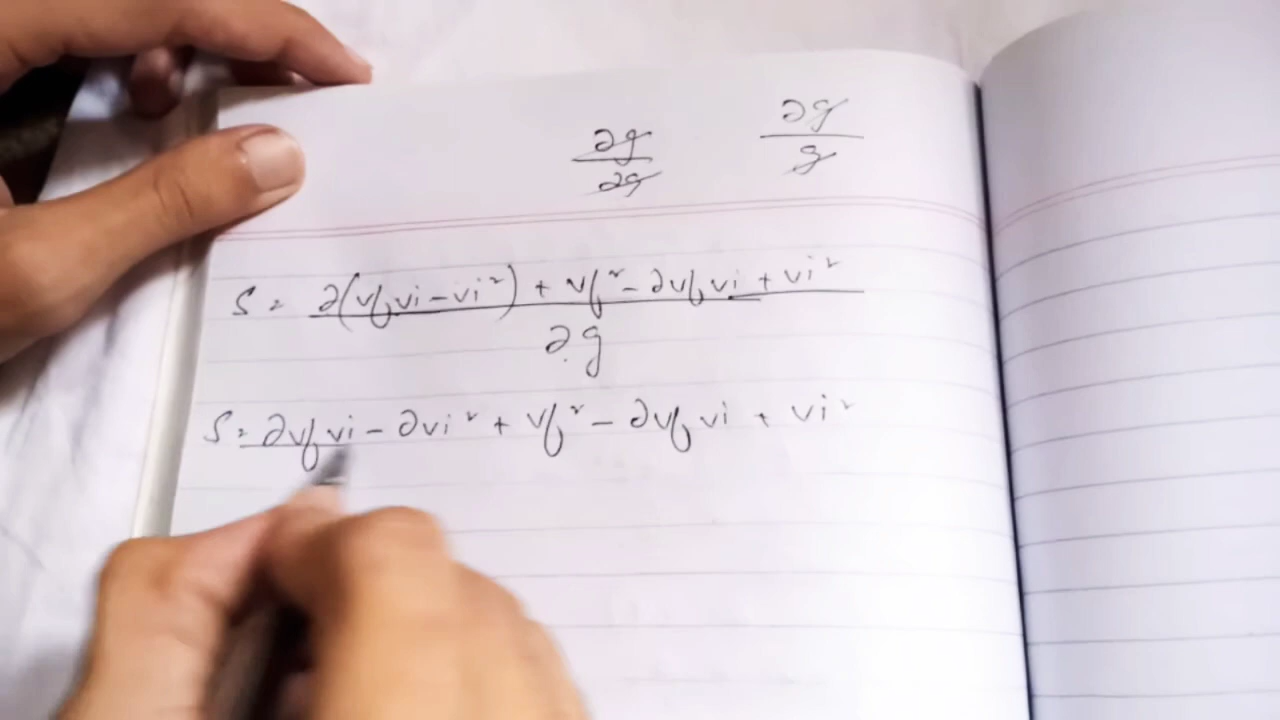 2g 2g
2g g
S = 2(vf vi - vi²) + vf² - 2vf vi + vi²
2g
S = 2vf vi - 2vi² + vf² - 2vf vi + vi²